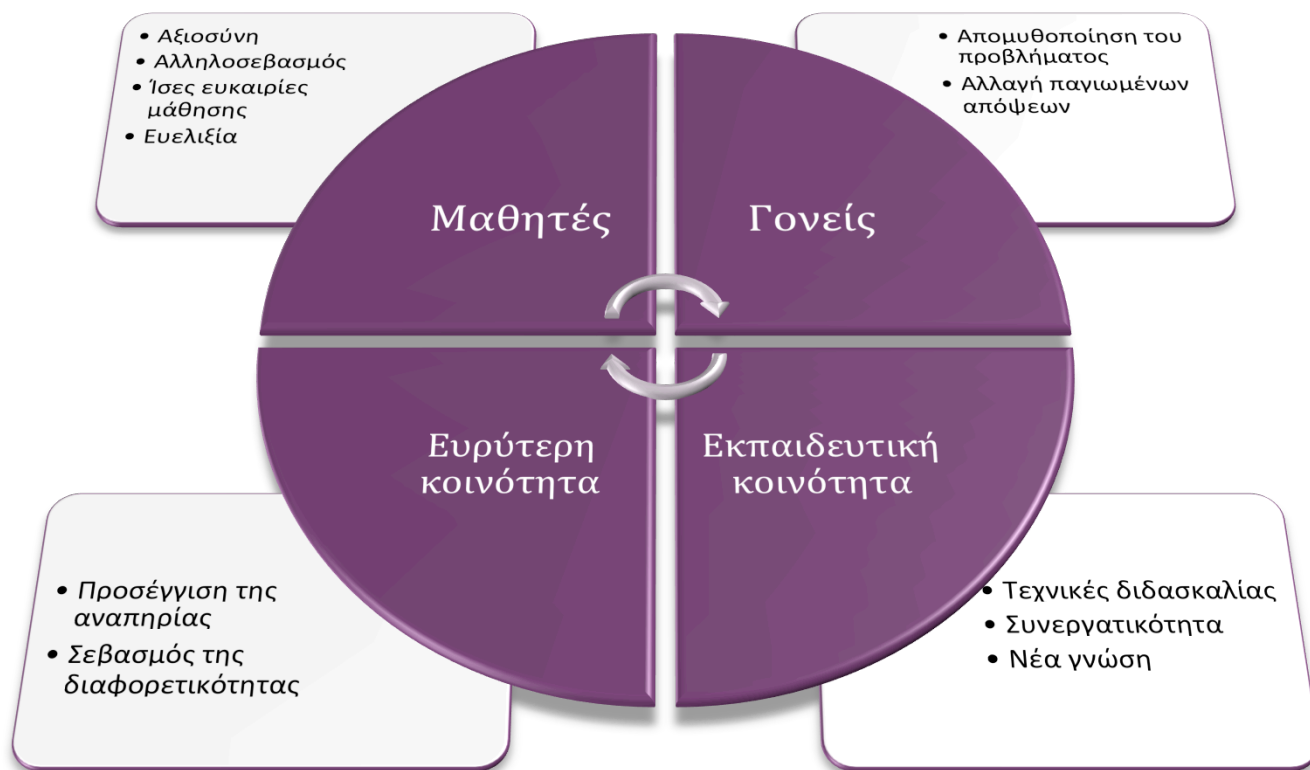 • Αξιοσύνη
• Αλληλοσεβασμός
• Ίσες ευκαιρίες
μάθησης
• Ευελιξία
• Απομυθοποίηση του
προβλήματος
• Αλλαγή παγιωμένων
απόψεων
Μαθητές
Γονείς
Ευρύτερη
κοινότητα
Εκπαιδευτική
κοινότητα
• Προσέγγιση της
αναπηρίας
• Σεβασμός της
διαφορετικότητας
• Τεχνικές διδασκαλίας
• Συνεργατικότητα
• Νέα γνώση